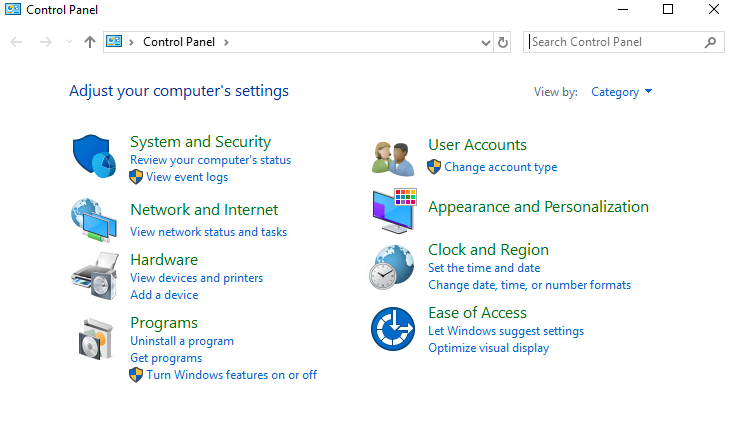 Control Panel
Control Panel
Search Control Panel
Adjust your computer's settings
View by: Category
System and Security
Review your computer's status
View event logs
Network and Internet
View network status and tasks
Hardware
View devices and printers
Add a device
Programs
Uninstall a program
Get programs
Turn Windows features on or off
User Accounts
Change account type
Appearance and Personalization
Clock and Region
Set the time and date
Change date, time, or number formats
Ease of Access
Let Windows suggest settings
Optimize visual display